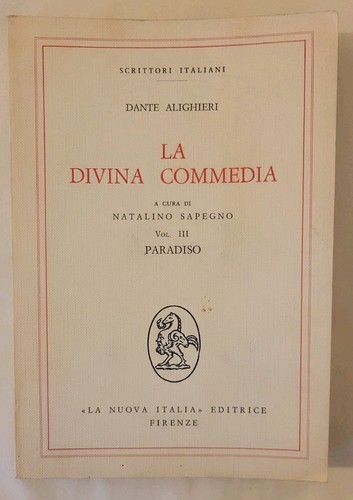 SCRITTORI ITALIANI
DANTE ALIGHIERI
LA
DIVINA COMMEDIA
A CURA DI
NATALINO SAPEGNO
VOL. III
PARADISO
«LA NUOVA ITALIA» EDITRICE
FIRENZE